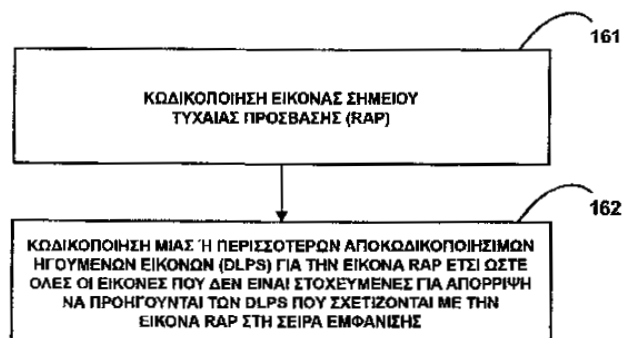 161
ΚΩΔΙΚΟΠΟΙΗΣΗ ΕΙΚΟΝΑΣ ΣΗΜΕΙΟΥ
ΤΥΧΑΙΑΣ ΠΡΟΣΒΑΣΗΣ (RAP)
162
ΚΩΔΙΚΟΠΟΙΗΣΗ ΜΙΑΣ Ή ΠΕΡΙΣΣΟΤΕΡΩΝ ΑΠΟΚΩΔΙΚΟΠΟΙΗΣΙΜΩΝ
ΗΓΟΥΜΕΝΩΝ ΕΙΚΟΝΩΝ (DLPS) ΓΙΑ ΤΗΝ ΕΙΚΟΝΑ RAP ΕΤΣΙ ΩΣΤΕ
ΟΛΕΣ ΟΙ ΕΙΚΟΝΕΣ ΠΟΥ ΔΕΝ ΕΙΝΑΙ ΣΤΟΧΕΥΜΕΝΕΣ ΓΙΑ ΑΠΟΡΡΙΨΗ
ΝΑ ΠΡΟΗΓΟΥΝΤΑΙ ΤΩΝ DLPS ΠΟΥ ΣΧΕΤΙΖΟΝΤΑΙ ΜΕ ΤΗΝ
ΕΙΚΟΝΑ RAP ΣΤΗ ΣΕΙΡΑ ΕΜΦΑΝΙΣΗΣ